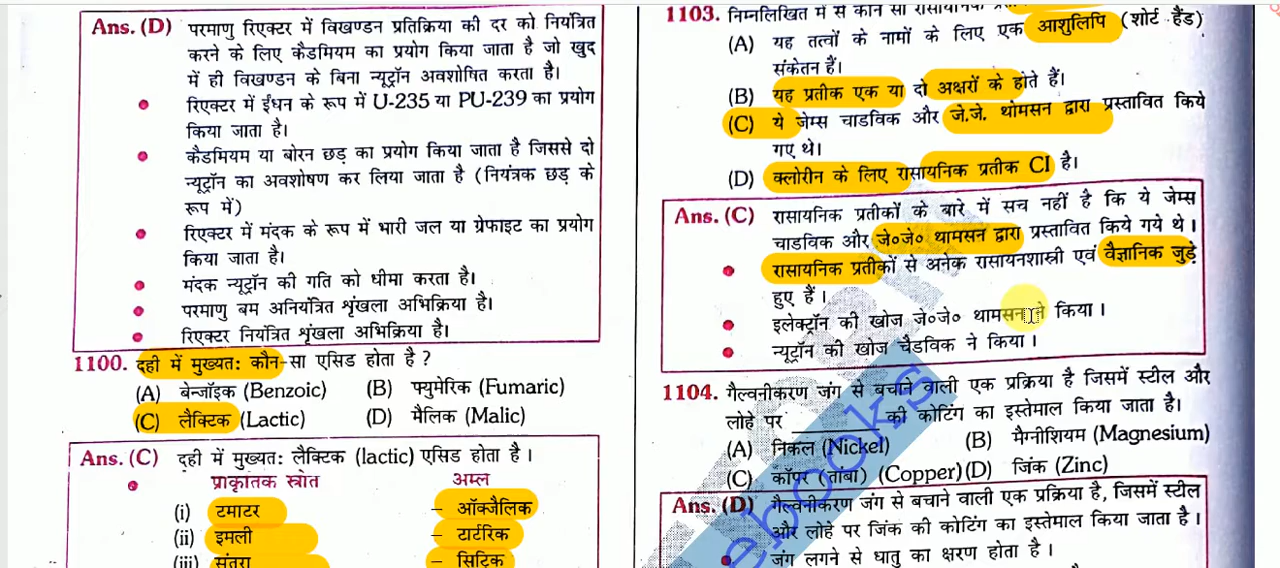 Ans. (D) परमाणु रिएक्टर में विखण्डन प्रतिक्रिया की दर को नियंत्रित
करने के लिए कैडमियम का प्रयोग किया जाता है जो खुद
में ही विखण्डन के बिना न्यूट्रॉन अवशोषित करता है।
रिएक्टर में ईंधन के रूप में U-235 या PU-239 का प्रयोग
किया जाता है।
कैडमियम या बोरन छड़ का प्रयोग किया जाता है जिससे दो
न्यूट्रॉन का अवशोषण कर लिया जाता है (नियंत्रक छड़ के
रूप में)
रिएक्टर में मंदक के रूप में भारी जल या ग्रेफाइट का प्रयोग
किया जाता है।
मंदक न्यूट्रॉन की गति को धीमा करता है।
परमाणु बम अनियंत्रित शृंखला अभिक्रिया है।
रिएक्टर नियंत्रित शृंखला अभिक्रिया है।
1100. दही में मुख्यत: कौन-सा एसिड होता है ?
(A) बेन्जॉइक (Benzoic) (B) फ्युमेरिक (Fumaric)
(C) लैक्टिक (Lactic) (D) मैलिक (Malic)
Ans. (C) दही में मुख्यत: लैक्टिक (lactic) एसिड होता है।
प्राकृतिक स्त्रोत अम्ल
(i) टमाटर – ऑक्जैलिक
(ii) इमली – टार्टरिक
(iii) संतरा – सिट्रिक
1103. निम्नलिखित में से कौन सा रासायनिक
(A) यह तत्वों के नामों के लिए एक आशुलिपि (शोर्ट हैंड)
संकेतन हैं।
(B) यह प्रतीक एक या दो अक्षरों के होते हैं।
(C) ये जेम्स चाडविक और जे.जे. थोमसन द्वारा प्रस्तावित किये
गए थे।
(D) क्लोरीन के लिए रासायनिक प्रतीक CI है।
Ans. (C) रासायनिक प्रतीकों के बारे में सच नहीं है कि ये जेम्स
चाडविक और जे०जे० थामसन द्वारा प्रस्तावित किये गये थे।
रासायनिक प्रतीकों से अनेक रासायनशास्त्री एवं वैज्ञानिक जुड़े
हुए हैं।
इलेक्ट्रॉन की खोज जे०जे० थामसन ने किया।
न्यूट्रॉन की खोज चैडविक ने किया।
1104. गैल्वनीकरण जंग से बचाने वाली एक प्रक्रिया है जिसमें स्टील और
लोहे पर ________ की कोटिंग का इस्तेमाल किया जाता है।
(A) निकल (Nickel) (B) मैग्नीशियम (Magnesium)
(C) कॉपर (तांबा) (Copper) (D) जिंक (Zinc)
Ans. (D) गैल्वनीकरण जंग से बचाने वाली एक प्रक्रिया है, जिसमें स्टील
और लोहे पर जिंक की कोटिंग का इस्तेमाल किया जाता है।
जंग लगने से धातु का क्षरण होता है।
ebooks